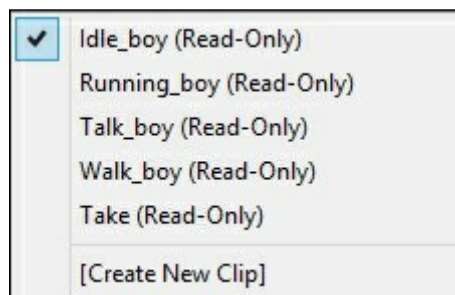 Idle_boy (Read-Only)
Running_boy (Read-Only)
Talk_boy (Read-Only)
Walk_boy (Read-Only)
Take (Read-Only)
[Create New Clip]